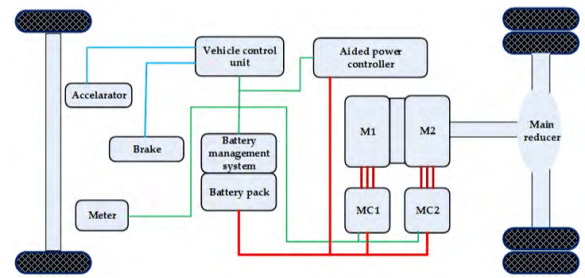 Vehicle control
unit
Aided power
controller
Accelarator
M1
M2
Main
reducer
Brake
Battery
management
system
Battery pack
Meter
MC1
MC2